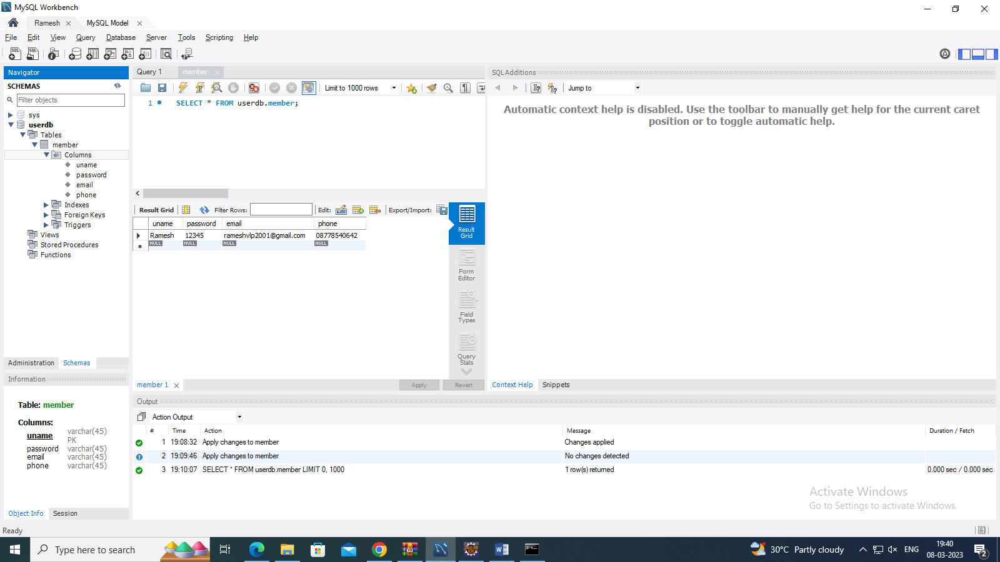 MySQL Workbench
Ramesh
MySQL Model
File Edit View Query Database Server Tools Scripting Help
Navigator
SCHEMAS
Filter objects
sys
userdb
Tables
member
Columns
uname
password
email
phone
Indexes
Foreign Keys
Triggers
Views
Stored Procedures
Functions
Administration Schemas
Information
Table: member
Columns:
uname varchar(45)
PK
password varchar(45)
email varchar(45)
phone varchar(45)
Object Info Session
Query 1 member
Limit to 1000 rows
1 SELECT * FROM userdb.member;
Result Grid Filter Rows: Edit: Export/Import:
uname password email phone
Ramesh 12345 rameshvlp2001@gmail.com 08778540642
NULL NULL NULL NULL
Result
Grid
Form
Editor
Field
Types
Query
Stats
member 1 Apply Revert
SQLAdditions
Jump to
Automatic context help is disabled. Use the toolbar to manually get help for the current caret
position or to toggle automatic help.
Context Help Snippets
Output
Action Output
# Time Action Message Duration / Fetch
1 19:08:32 Apply changes to member Changes applied
2 19:09:46 Apply changes to member No changes detected
3 19:10:07 SELECT * FROM userdb.member LIMIT 0, 1000 1 row(s) returned 0.000 sec / 0.000 sec
Activate Windows
Go to Settings to activate Windows.
Ready
Type here to search
30°C Partly cloudy
ENG
19:40
08-03-2023
2